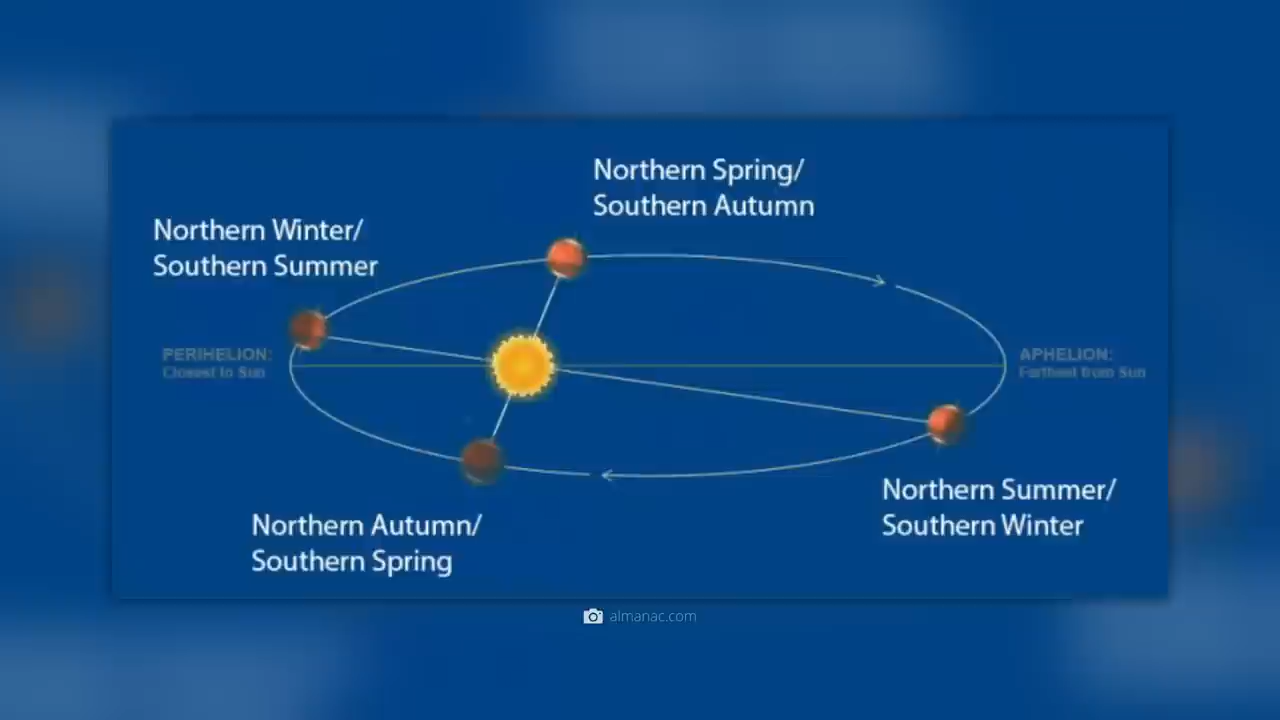 Northern Spring/
Southern Autumn
Northern Winter/
Southern Summer
PERIHELION:
Closest to Sun
APHELION:
Farthest from Sun
Northern Summer/
Southern Winter
Northern Autumn/
Southern Spring
almanac.com